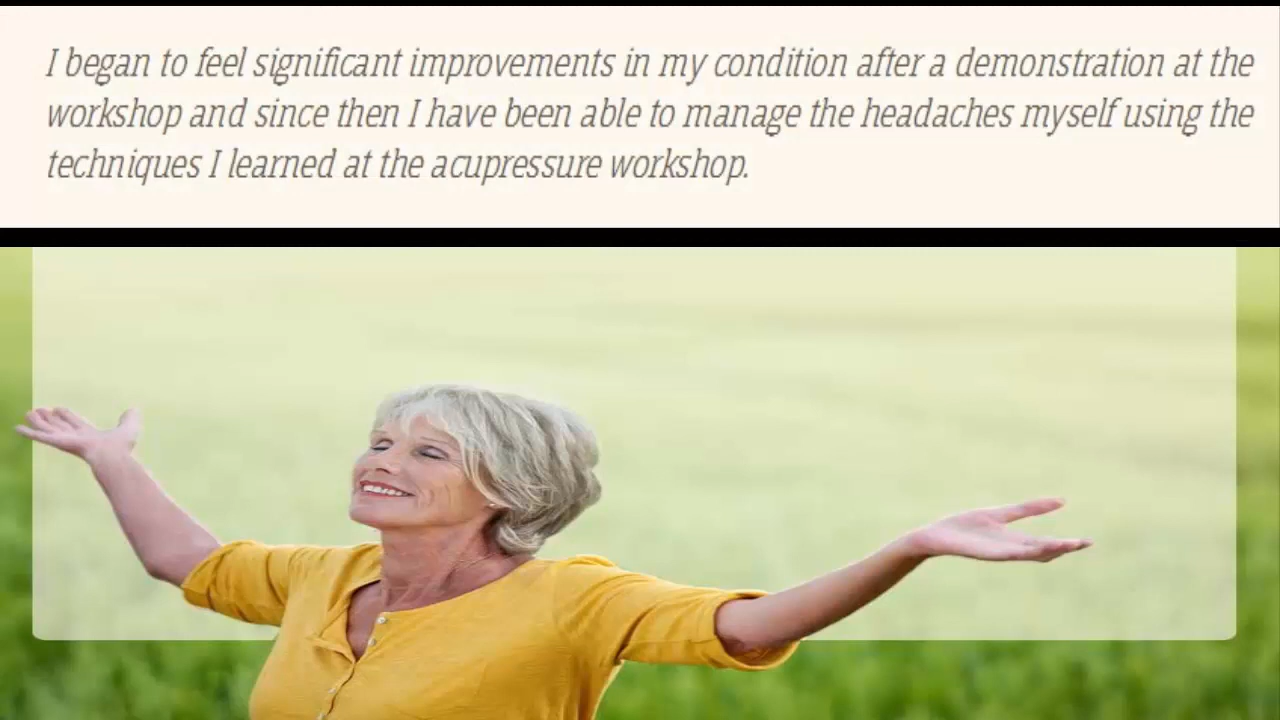 I began to feel significant improvements in my condition after a demonstration at the
workshop and since then I have been able to manage the headaches myself using the
techniques I learned at the acupressure workshop.